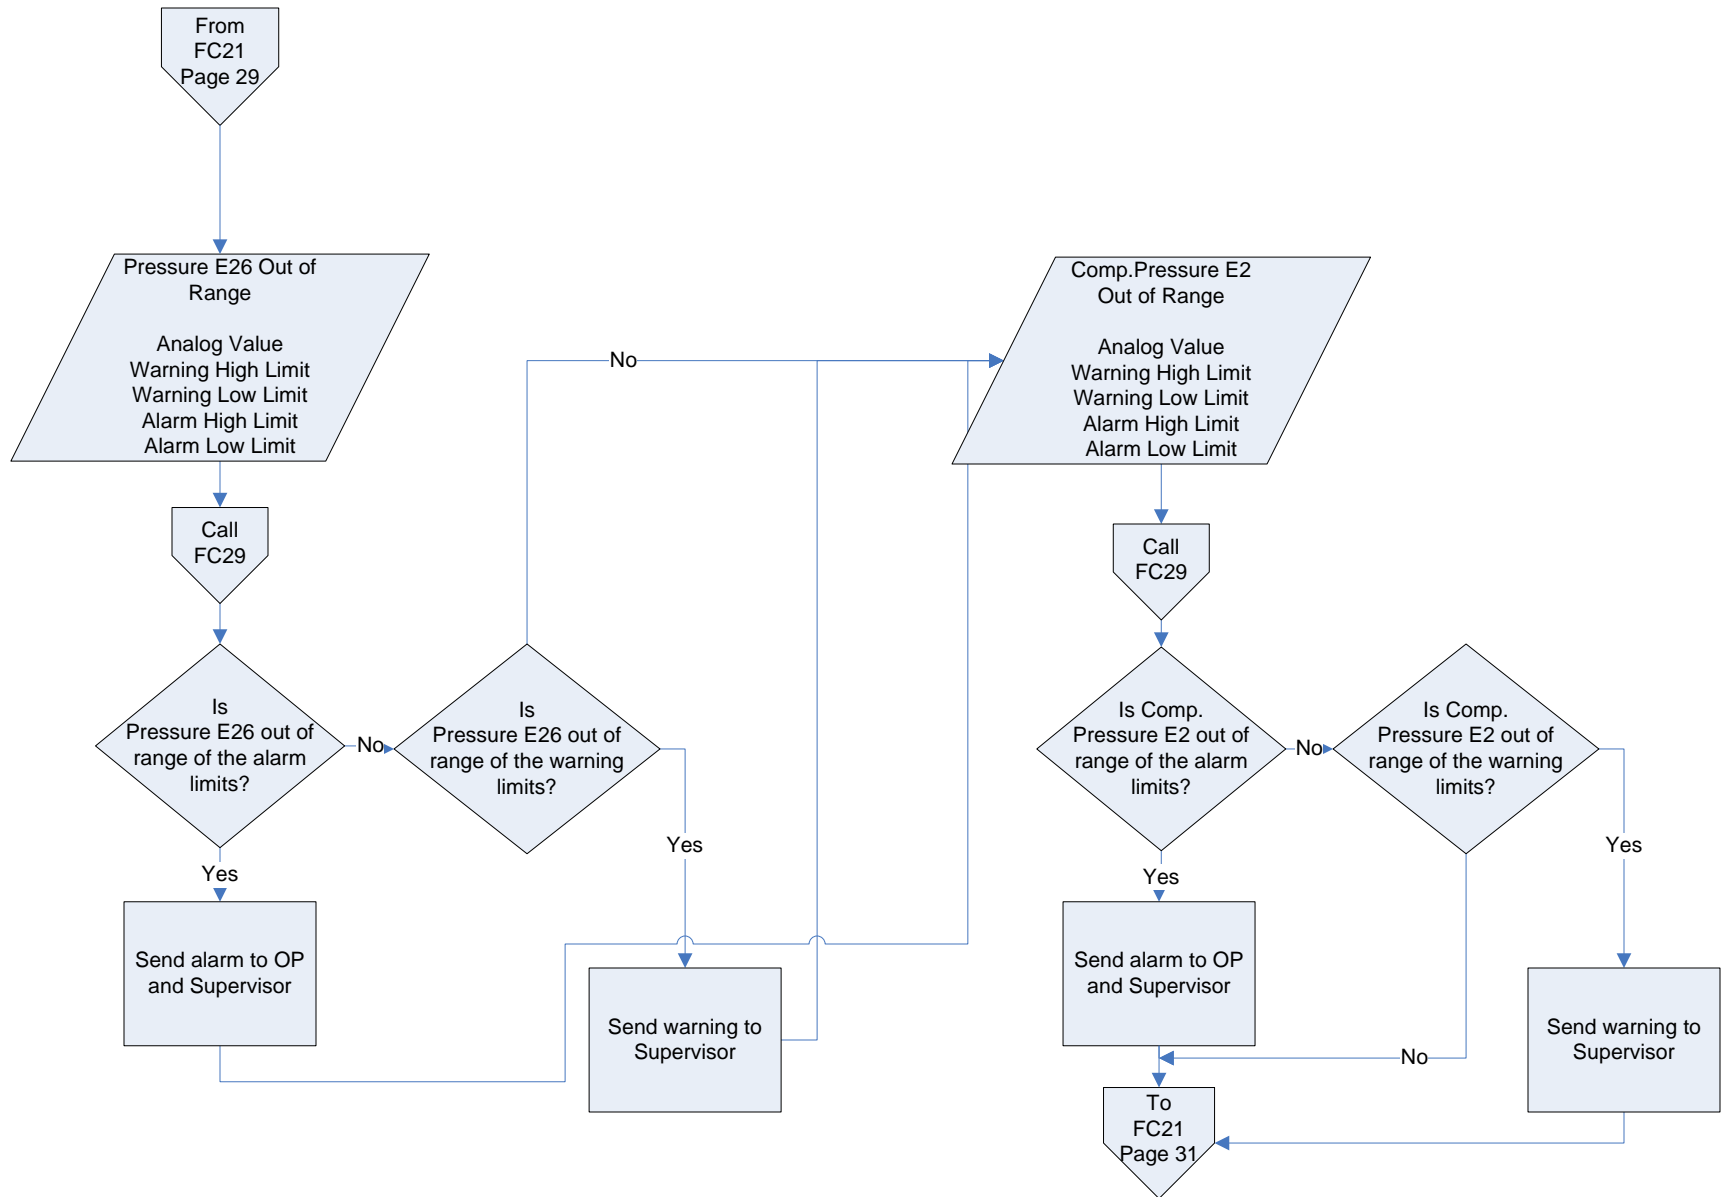 From
FC21
Page 29
Pressure E26 Out of
Range
Analog Value
Warning High Limit
Warning Low Limit
Alarm High Limit
Alarm Low Limit
Call
FC29
Is
Pressure E26 out of
range of the alarm
limits?
No
Is
Pressure E26 out of
range of the warning
limits?
No
Yes
Yes
Send alarm to OP
and Supervisor
Send warning to
Supervisor
Comp.Pressure E2
Out of Range
Analog Value
Warning High Limit
Warning Low Limit
Alarm High Limit
Alarm Low Limit
Call
FC29
Is Comp.
Pressure E2 out of
range of the alarm
limits?
No
Is Comp.
Pressure E2 out of
range of the warning
limits?
Yes
Yes
Send alarm to OP
and Supervisor
No
Send warning to
Supervisor
To
FC21
Page 31